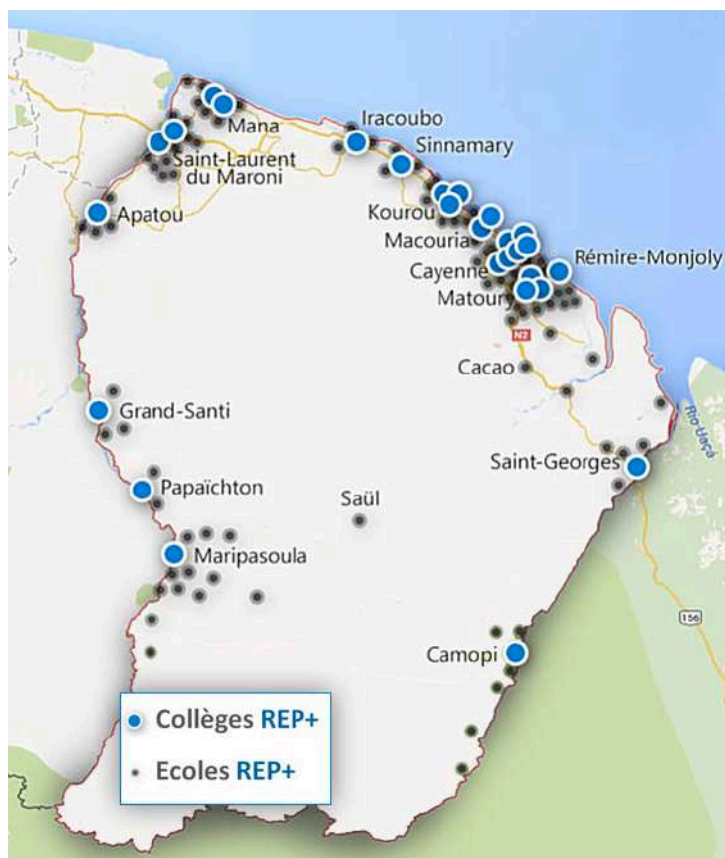 Mana
Iracoubo
Sinnamary
Saint-Laurent
du Maroni
Kourou
Apatou
Macouria
Cayenne
Rémire-Monjoly
Matoury
N2
Cacao
Grand-Santi
Rio Uaçá
Saint-Georges
Papaïchton
Saül
Maripasoula
156
Camopi
Collèges REP+
Ecoles REP+